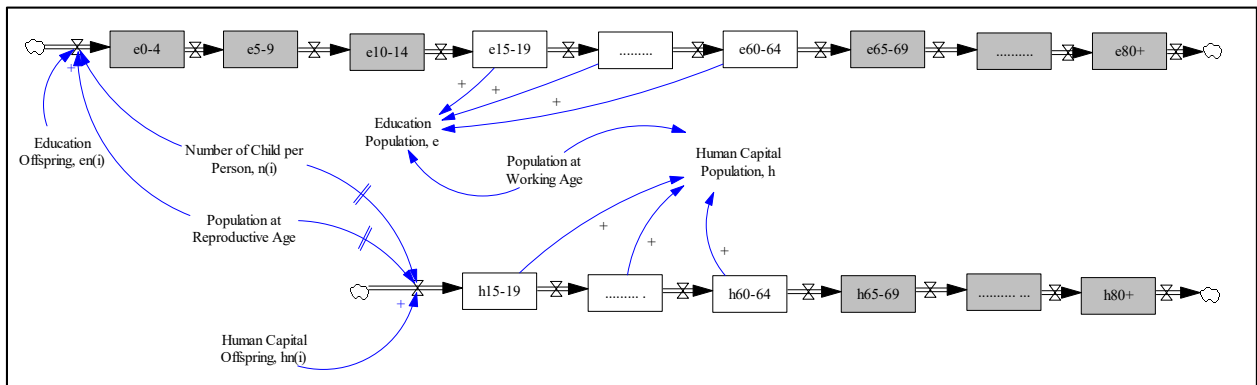 e0-4
e5-9
e10-14
e15-19
.........
e60-64
e65-69
..........
e80+
+
+
+
+
Education
Offspring, en(i)
Number of Child per
Person, n(i)
Education
Population, e
Population at
Working Age
Human Capital
Population, h
Population at
Reproductive Age
+
+
+
+
h15-19
......... .
h60-64
h65-69
.......... ...
h80+
Human Capital
Offspring, hn(i)